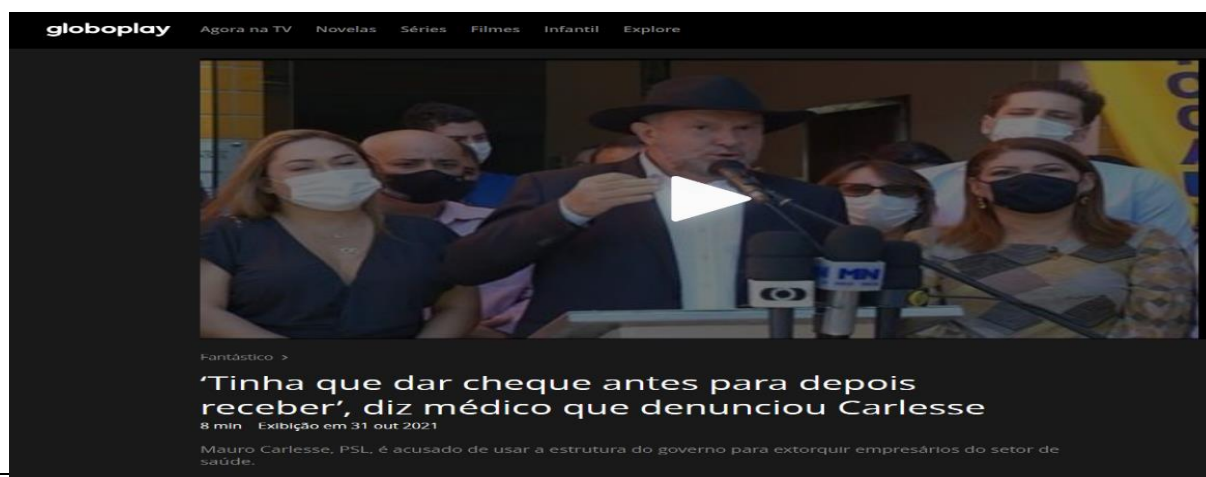 globoplay Agora na TV Novelas Séries Filmes Infantil Explore
MN
Fantástico >
‘Tinha que dar cheque antes para depois
receber’, diz médico que denunciou Carlesse
8 min Exibição em 31 out 2021
Mauro Carlesse, PSL, é acusado de usar a estrutura do governo para extorquir empresários do setor de
saúde.